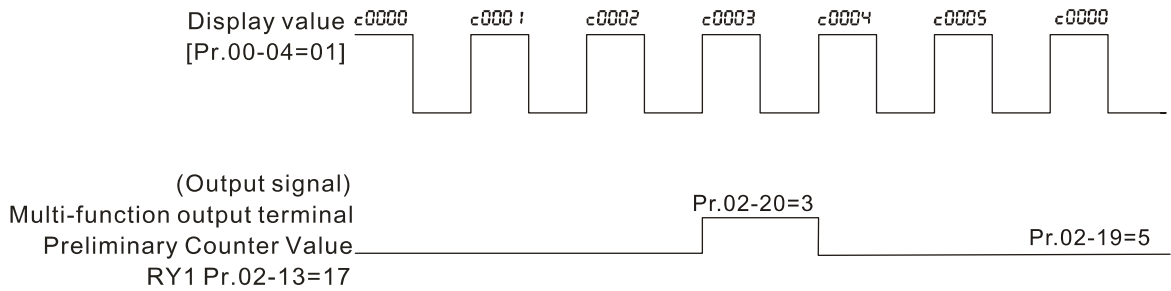 Display value c0000 c0001 c0002 c0003 c0004 c0005 c0000
[Pr.00-04=01]
(Output signal)
Multi-function output terminal
Pr.02-20=3
Preliminary Counter Value
Pr.02-19=5
RY1 Pr.02-13=17